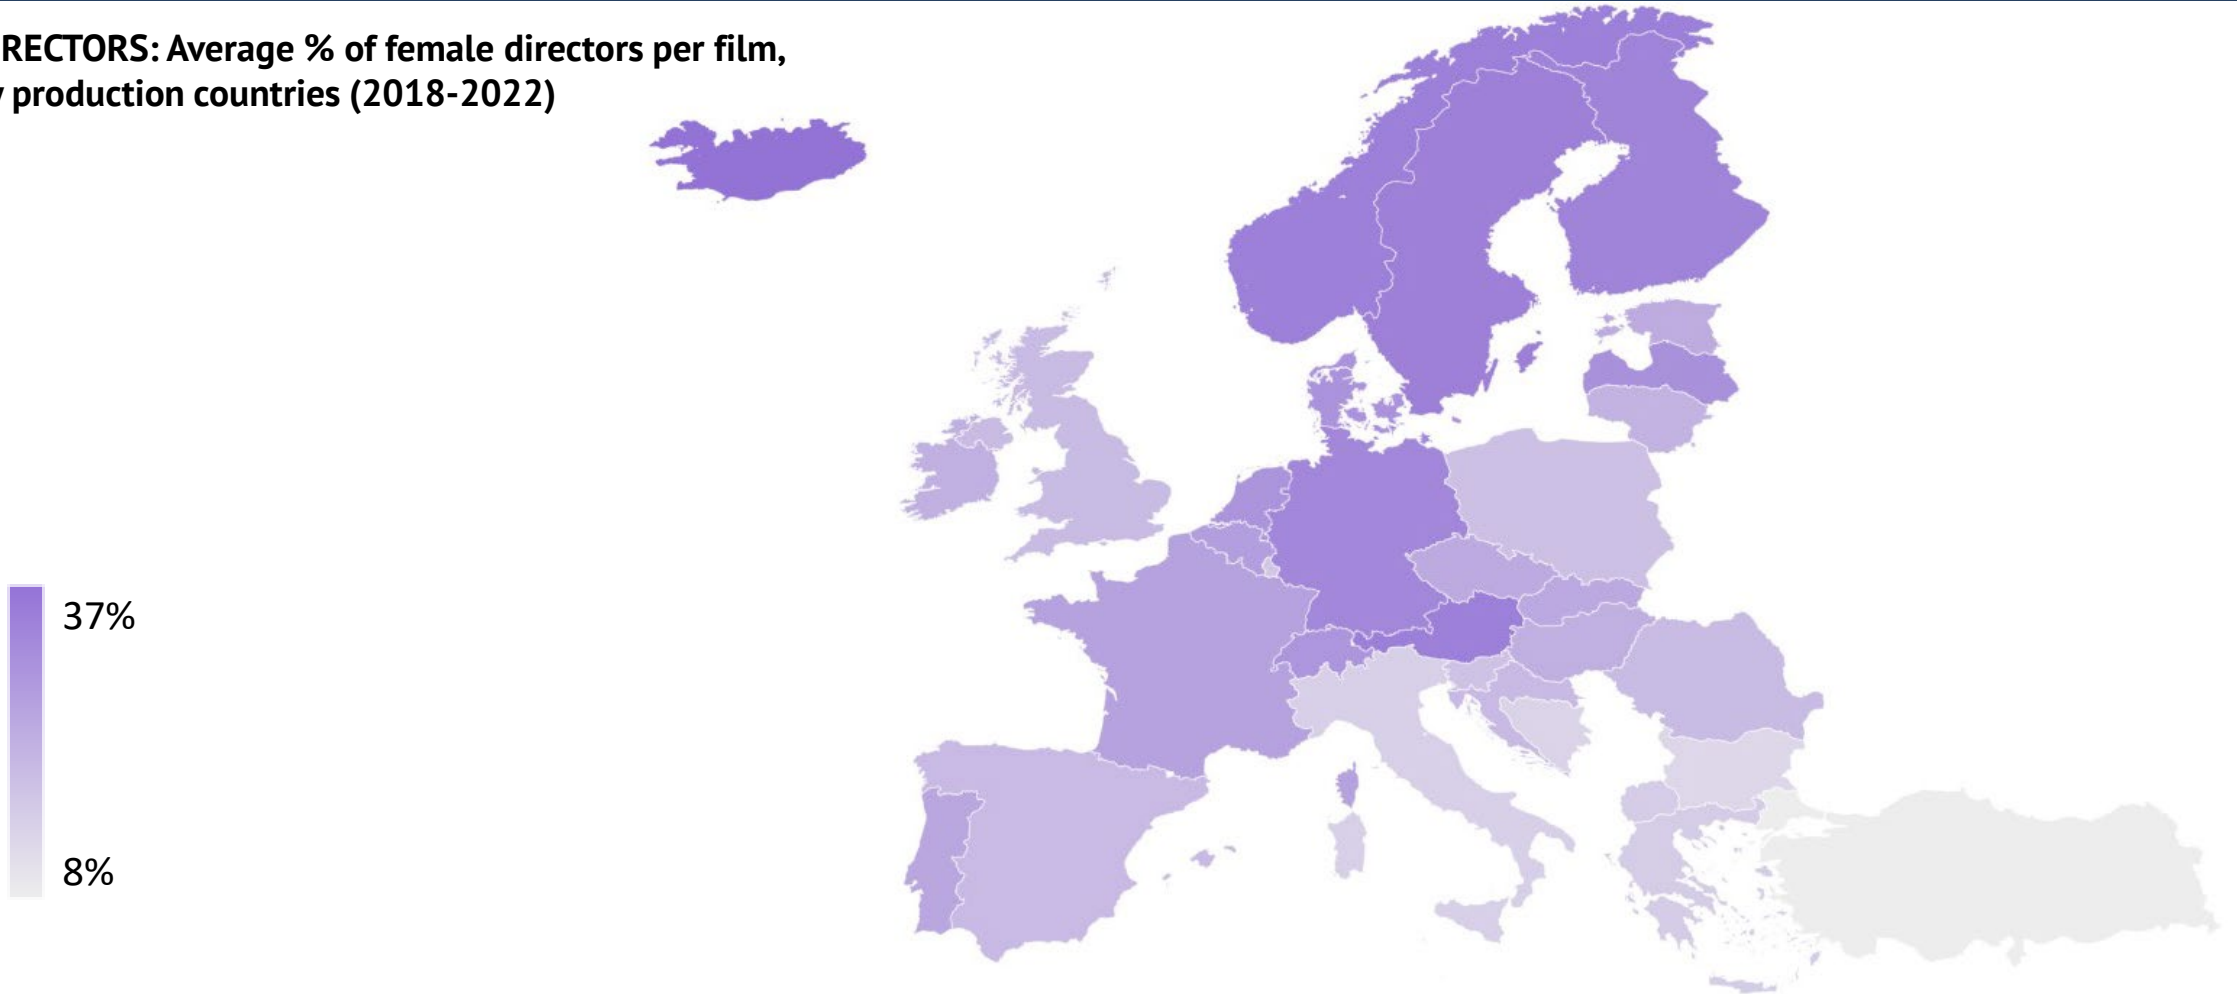 RECTORS: Average % of female directors per film,
y production countries (2018-2022)
37%
8%